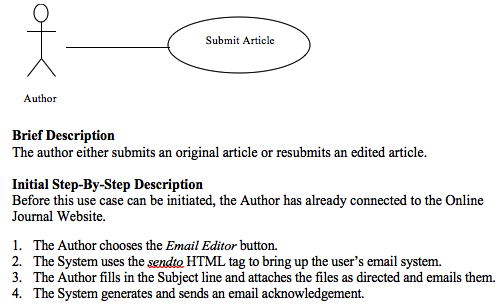 Submit Article
Author
Brief Description
The author either submits an original article or resubmits an edited article.
Initial Step-By-Step Description
Before this use case can be initiated, the Author has already connected to the Online
Journal Website.
1. The Author chooses the Email Editor button.
2. The System uses the sendto HTML tag to bring up the user's email system.
3. The Author fills in the Subject line and attaches the files as directed and emails them.
4. The System generates and sends an email acknowledgement.